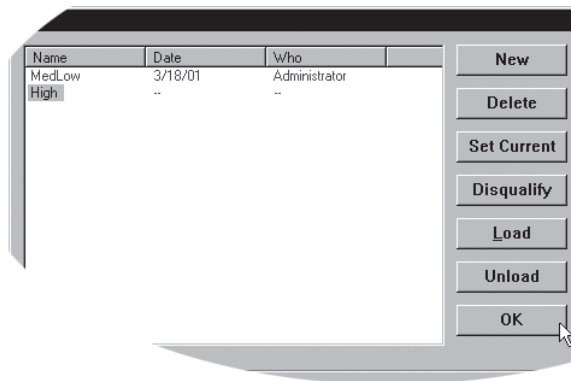 Name Date Who
MedLow 3/18/01 Administrator
High -- --
New
Delete
Set Current
Disqualify
Load
Unload
OK